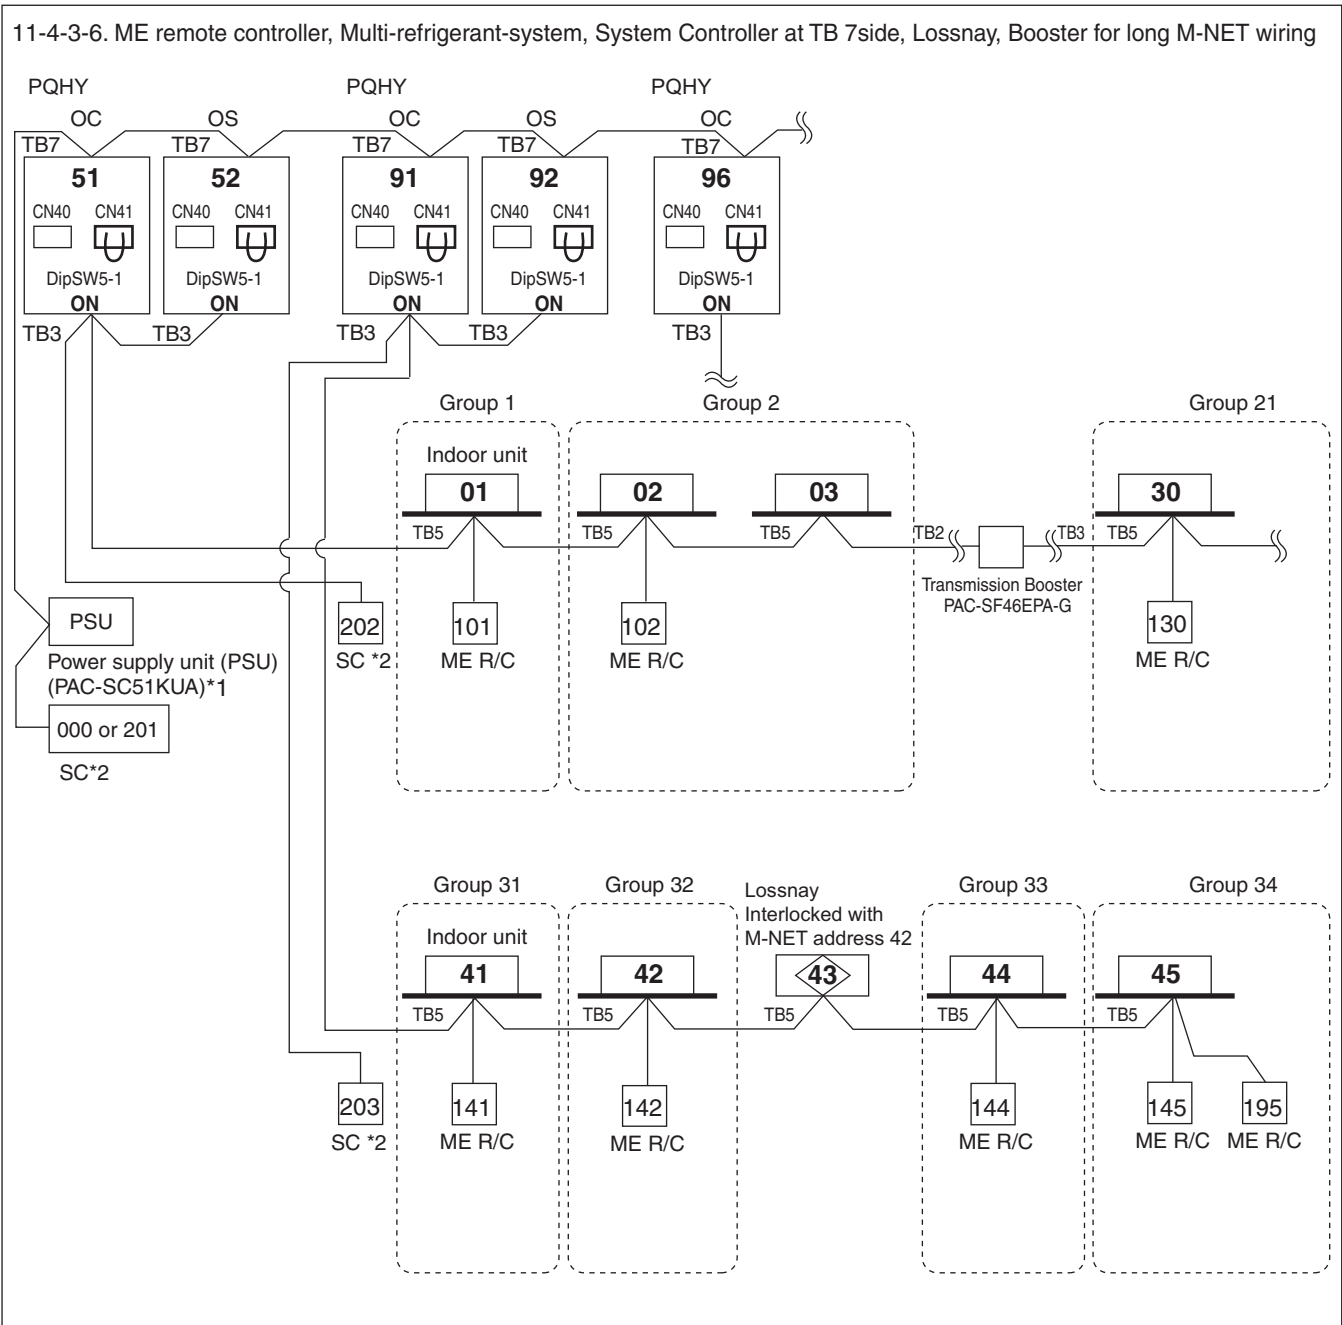 11-4-3-6. ME remote controller, Multi-refrigerant-system, System Controller at TB 7side, Lossnay, Booster for long M-NET wiring
PQHY PQHY PQHY
OC OS OC OS OC
TB7 TB7 TB7 TB7 TB7
51 52 91 92 96
CN40 CN41 CN40 CN41 CN40 CN41 CN40 CN41 CN40 CN41
DipSW5-1 DipSW5-1 DipSW5-1 DipSW5-1 DipSW5-1
ON ON ON ON ON
TB3 TB3 TB3 TB3 TB3
Group 1 Group 2 Group 21
Indoor unit
01 02 03 30
TB5 TB5 TB5 TB2 TB3 TB5
Transmission Booster
PAC-SF46EPA-G
PSU 202 101 102 130
SC *2 ME R/C ME R/C ME R/C
Power supply unit (PSU)
(PAC-SC51KUA)*1
000 or 201
SC*2
Group 31 Group 32 Group 33 Group 34
Lossnay
Interlocked with
M-NET address 42
Indoor unit
41 42 43 44 45
TB5 TB5 TB5 TB5 TB5
203 141 142 144 145 195
SC *2 ME R/C ME R/C ME R/C ME R/C ME R/C